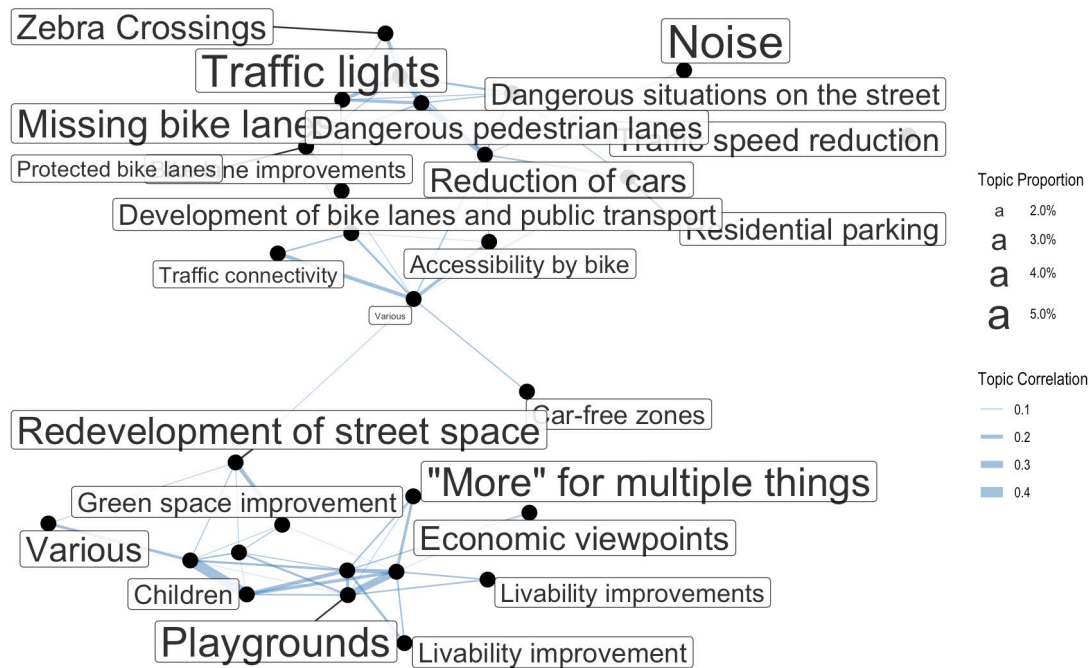 Zebra Crossings
Noise
Traffic lights
Dangerous situations on the street
Missing bike lane
Dangerous pedestrian lanes
Traffic speed reduction
Protected bike lanes
lane improvements
Reduction of cars
Development of bike lanes and public transport
Residential parking
Traffic connectivity
Accessibility by bike
Various
Car-free zones
Redevelopment of street space
"More" for multiple things
Green space improvement
Various
Economic viewpoints
Children
Livability improvements
Playgrounds
Livability improvement
Topic Proportion
a 2.0%
a 3.0%
a 4.0%
a 5.0%
Topic Correlation
0.1
0.2
0.3
0.4